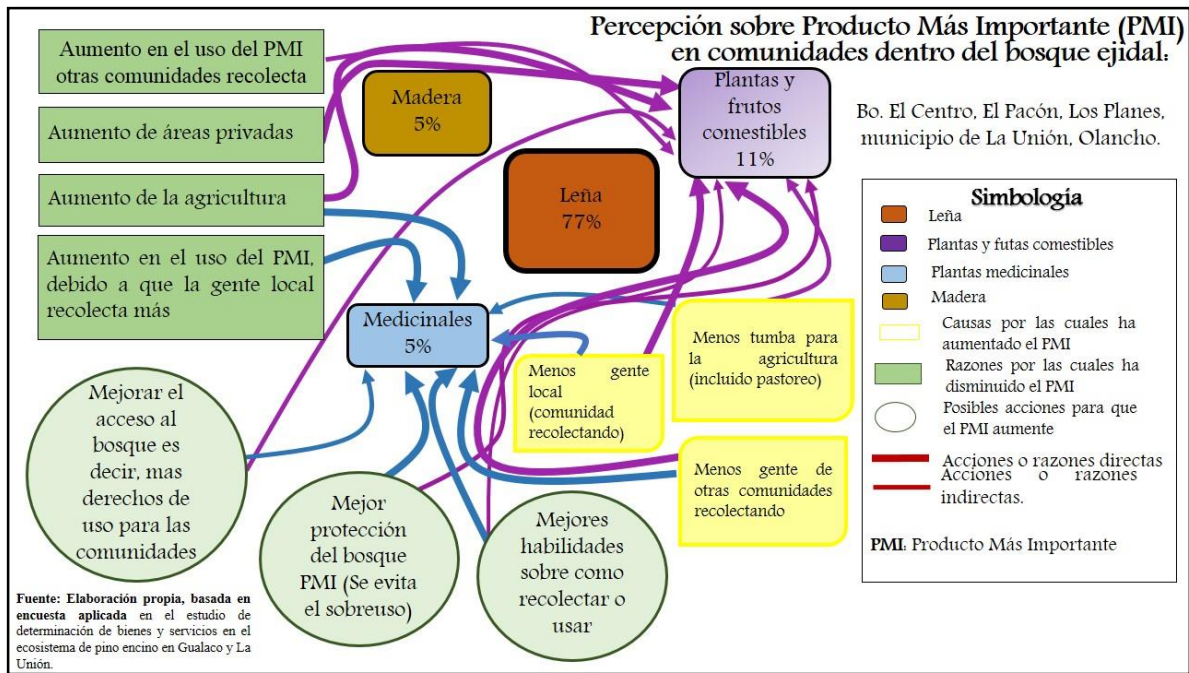 Percepción sobre Producto Más Importante (PMI)
en comunidades dentro del bosque ejidal:
Bo. El Centro, El Pacón, Los Planes,
municipio de La Unión, Olancho.
Aumento en el uso del PMI
otras comunidades recolecta
Aumento de áreas privadas
Aumento de la agricultura
Aumento en el uso del PMI,
debido a que la gente local
recolecta más
Madera
5%
Plantas y
frutos
comestibles
11%
Leña
77%
Medicinales
5%
Menos tumba para
la agricultura
(incluido pastoreo)
Menos gente
local
(comunidad
recolectando)
Menos gente de
otras comunidades
recolectando
Mejorar el
acceso al
bosque es
decir, mas
derechos de
uso para las
comunidades
Mejor
protección
del bosque
PMI (Se evita
el sobreuso)
Mejores
habilidades
sobre como
recolectar o
usar
Simbología
Leña
Plantas y futas comestibles
Plantas medicinales
Madera
Causas por las cuales ha
aumentado el PMI
Razones por las cuales ha
disminuido el PMI
Posibles acciones para que
el PMI aumente
Acciones o razones directas
Acciones o razones
indirectas.
PMI: Producto Más Importante
Fuente: Elaboración propia, basada en
encuesta aplicada en el estudio de
determinación de bienes y servicios en el
ecosistema de pino encino en Gualaco y La
Unión.